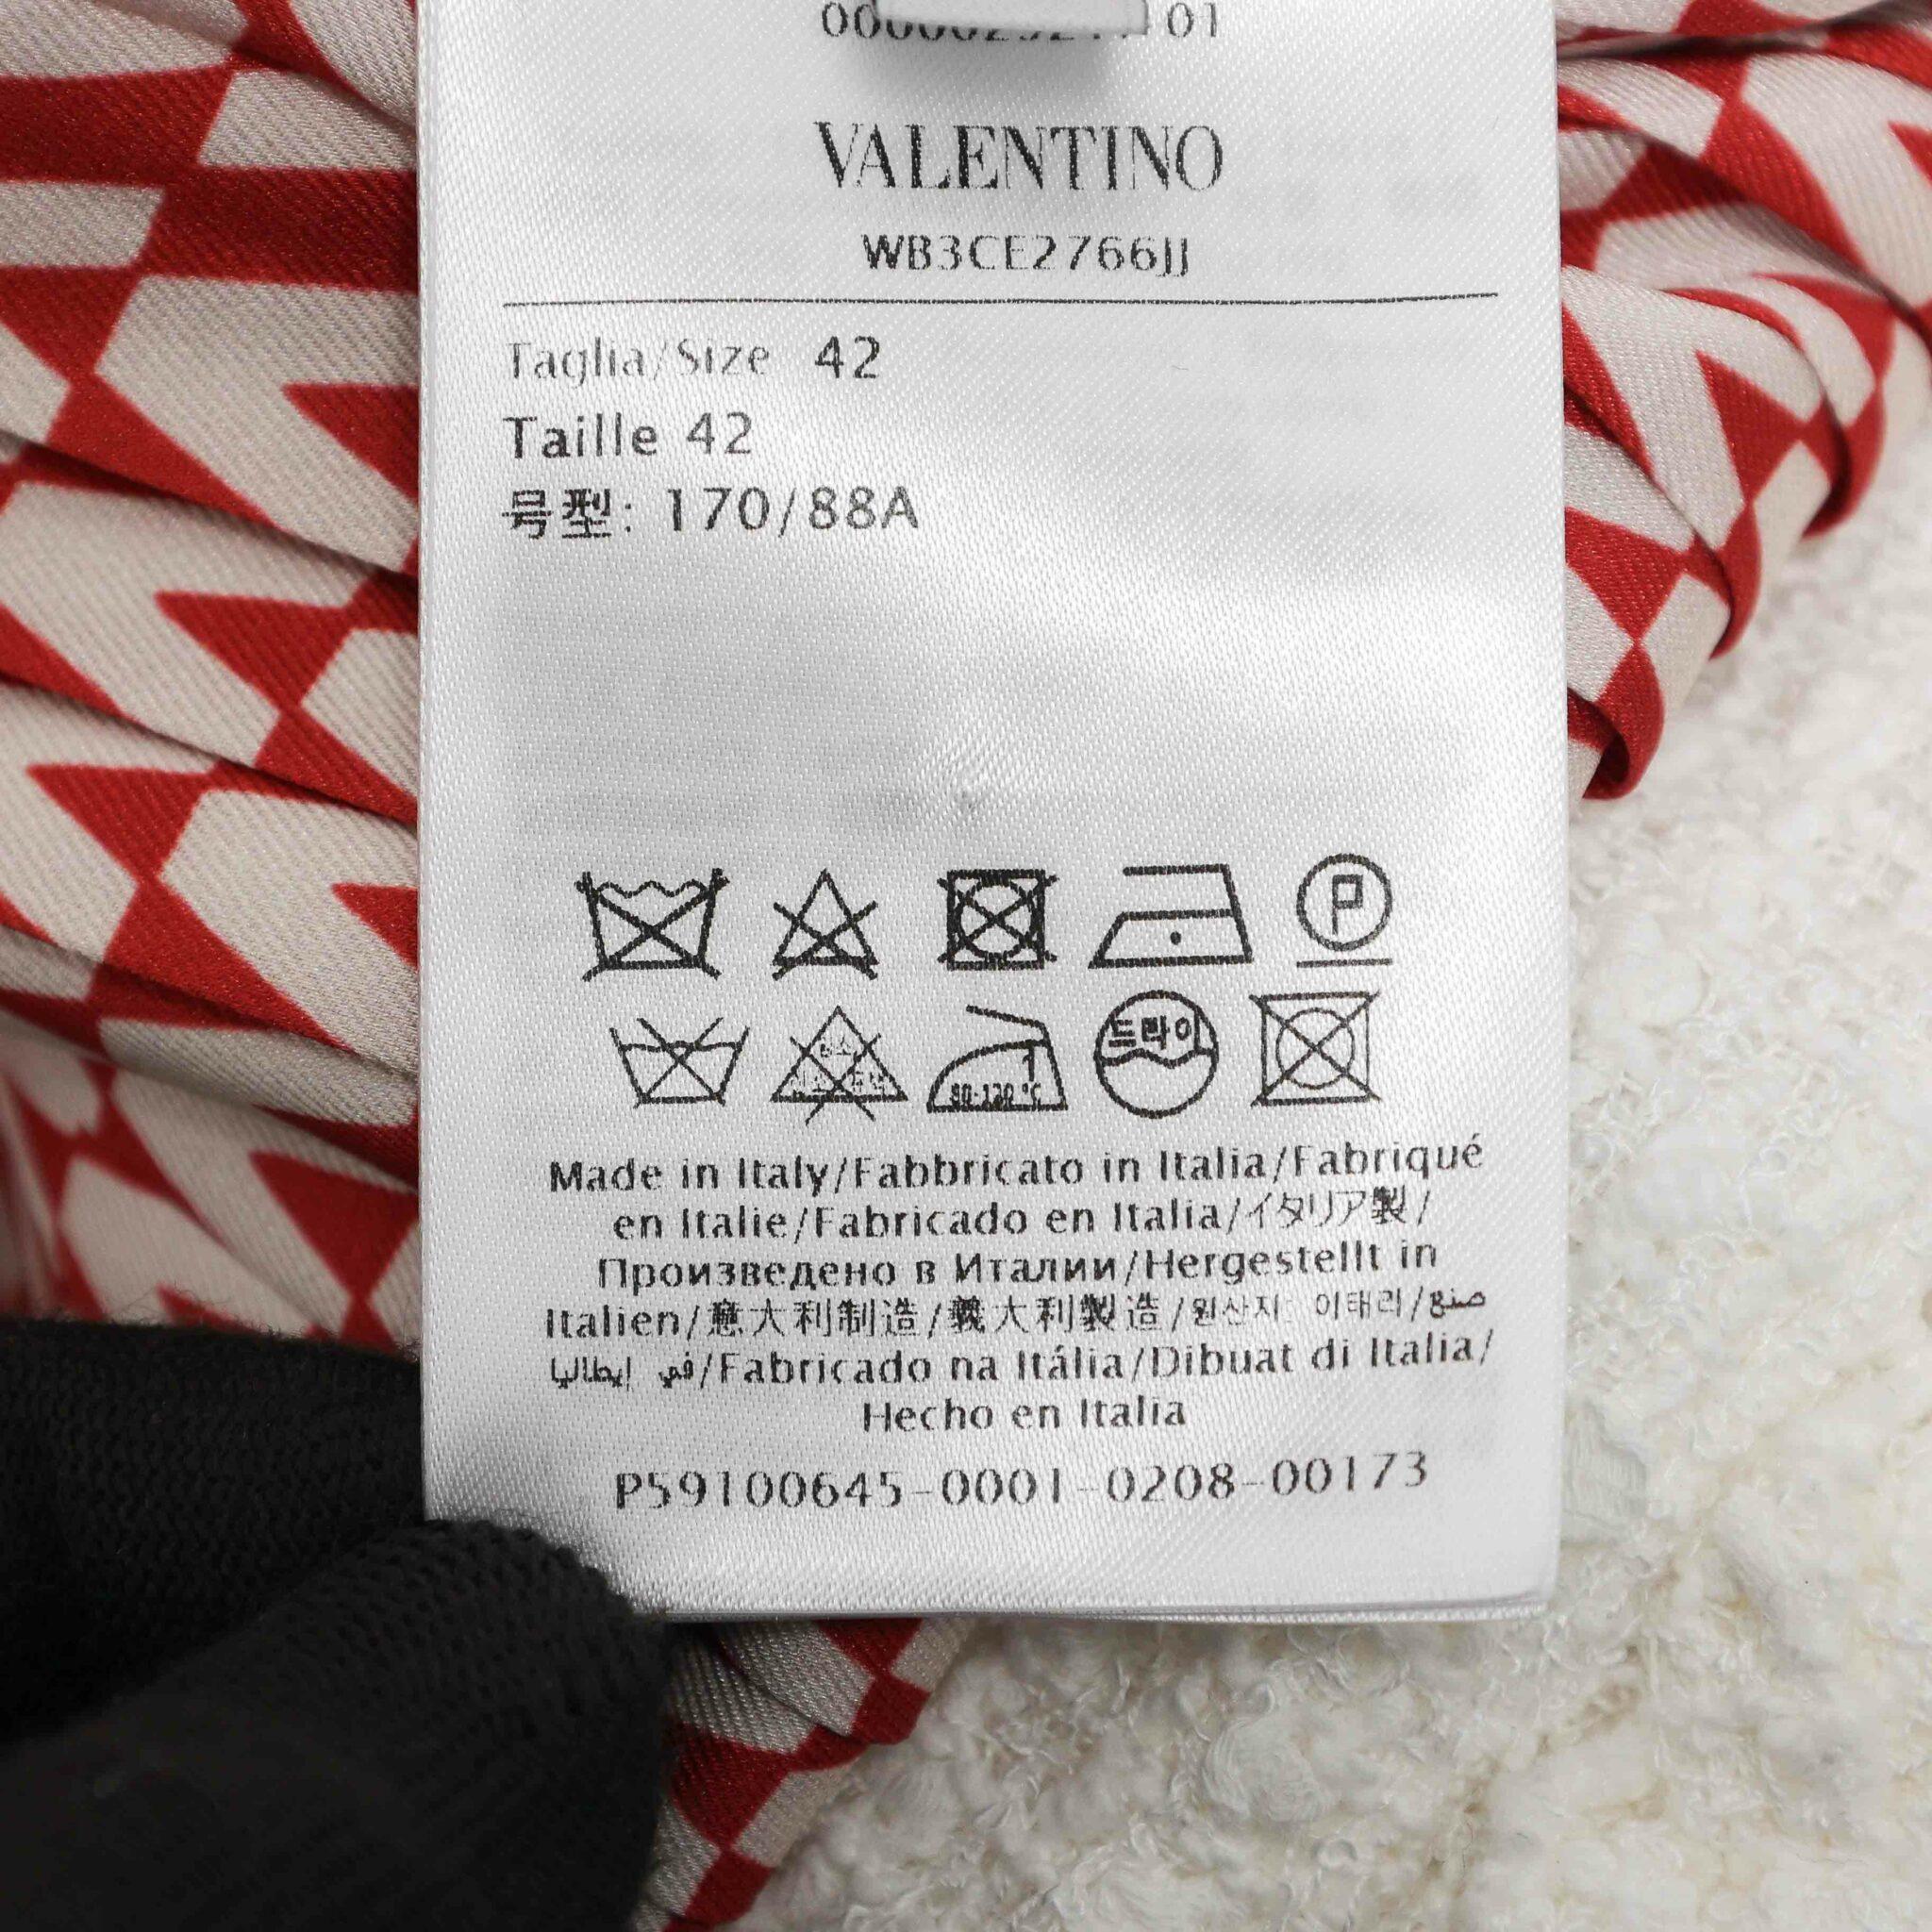 01
VALENTINO
WB3CE2766JJ
Taglia/Size 42
Taille 42
号型: 170/88A
P
드라이
1
80-120 °C
Made in Italy/Fabbricato in Italia/Fabriqué
en Italie/Fabricado en Italia/イタリア製/
Произведено в Италии/Hergestellt in
Italien/意大利制造/義大利製造/원산지: 이태리/صنع
في إيطاليا/Fabricado na Itália/Dibuat di Italia/
Hecho en Italia
P59100645-0001-0208-00173